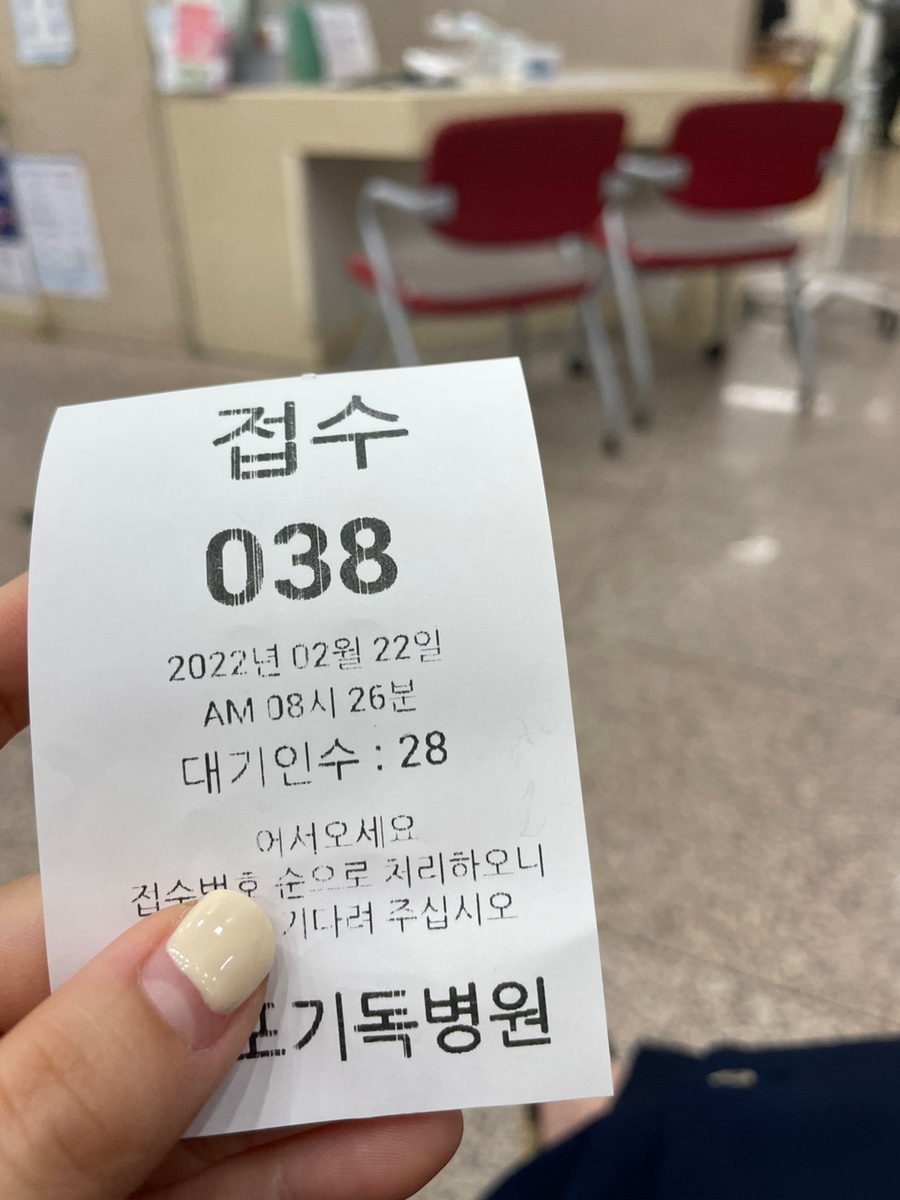 접수
038
2022년 02월 22일
AM 08시 26분
대기인수 : 28
어서오세요
접수번호 순으로 처리하오니
기다려 주십시오
기독병원